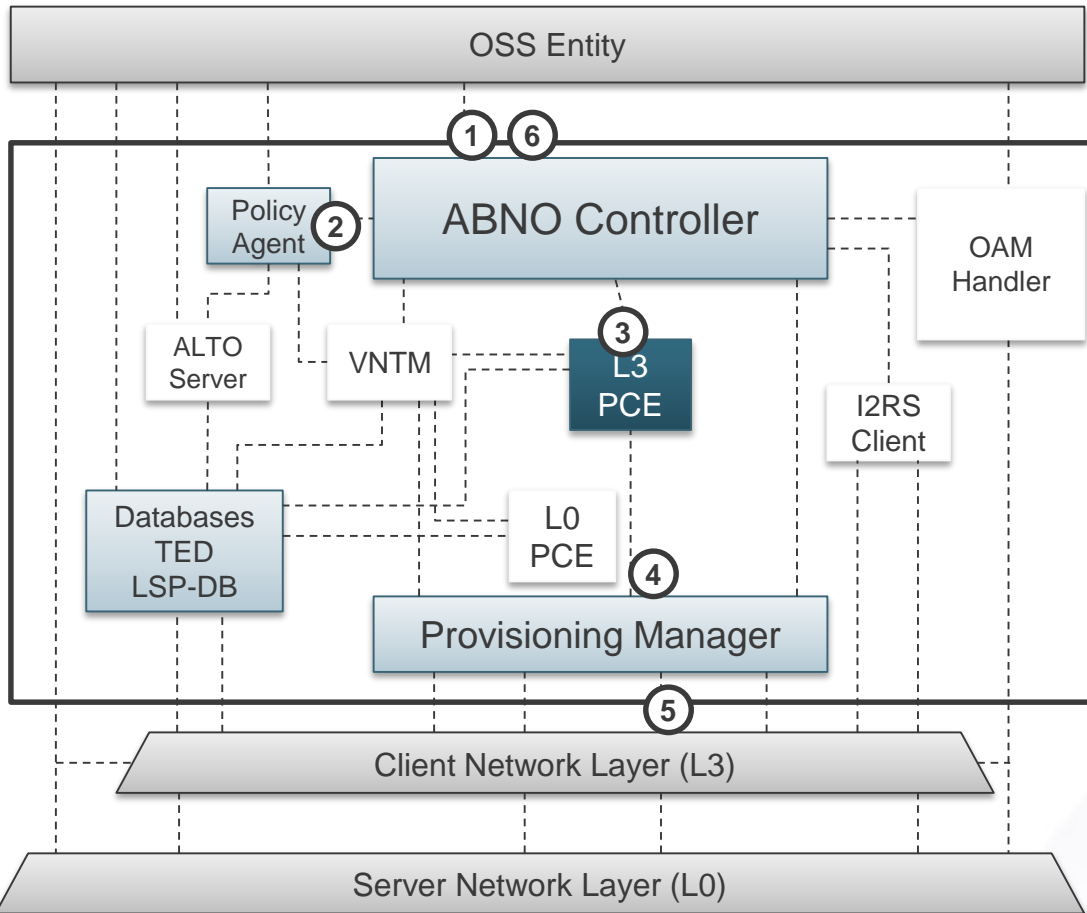 OSS Entity
1
6
Policy
Agent
2
ABNO Controller
OAM
Handler
3
ALTO
Server
VNTM
L3
PCE
I2RS
Client
Databases
TED
LSP-DB
L0
PCE
4
Provisioning Manager
5
Client Network Layer (L3)
Server Network Layer (L0)